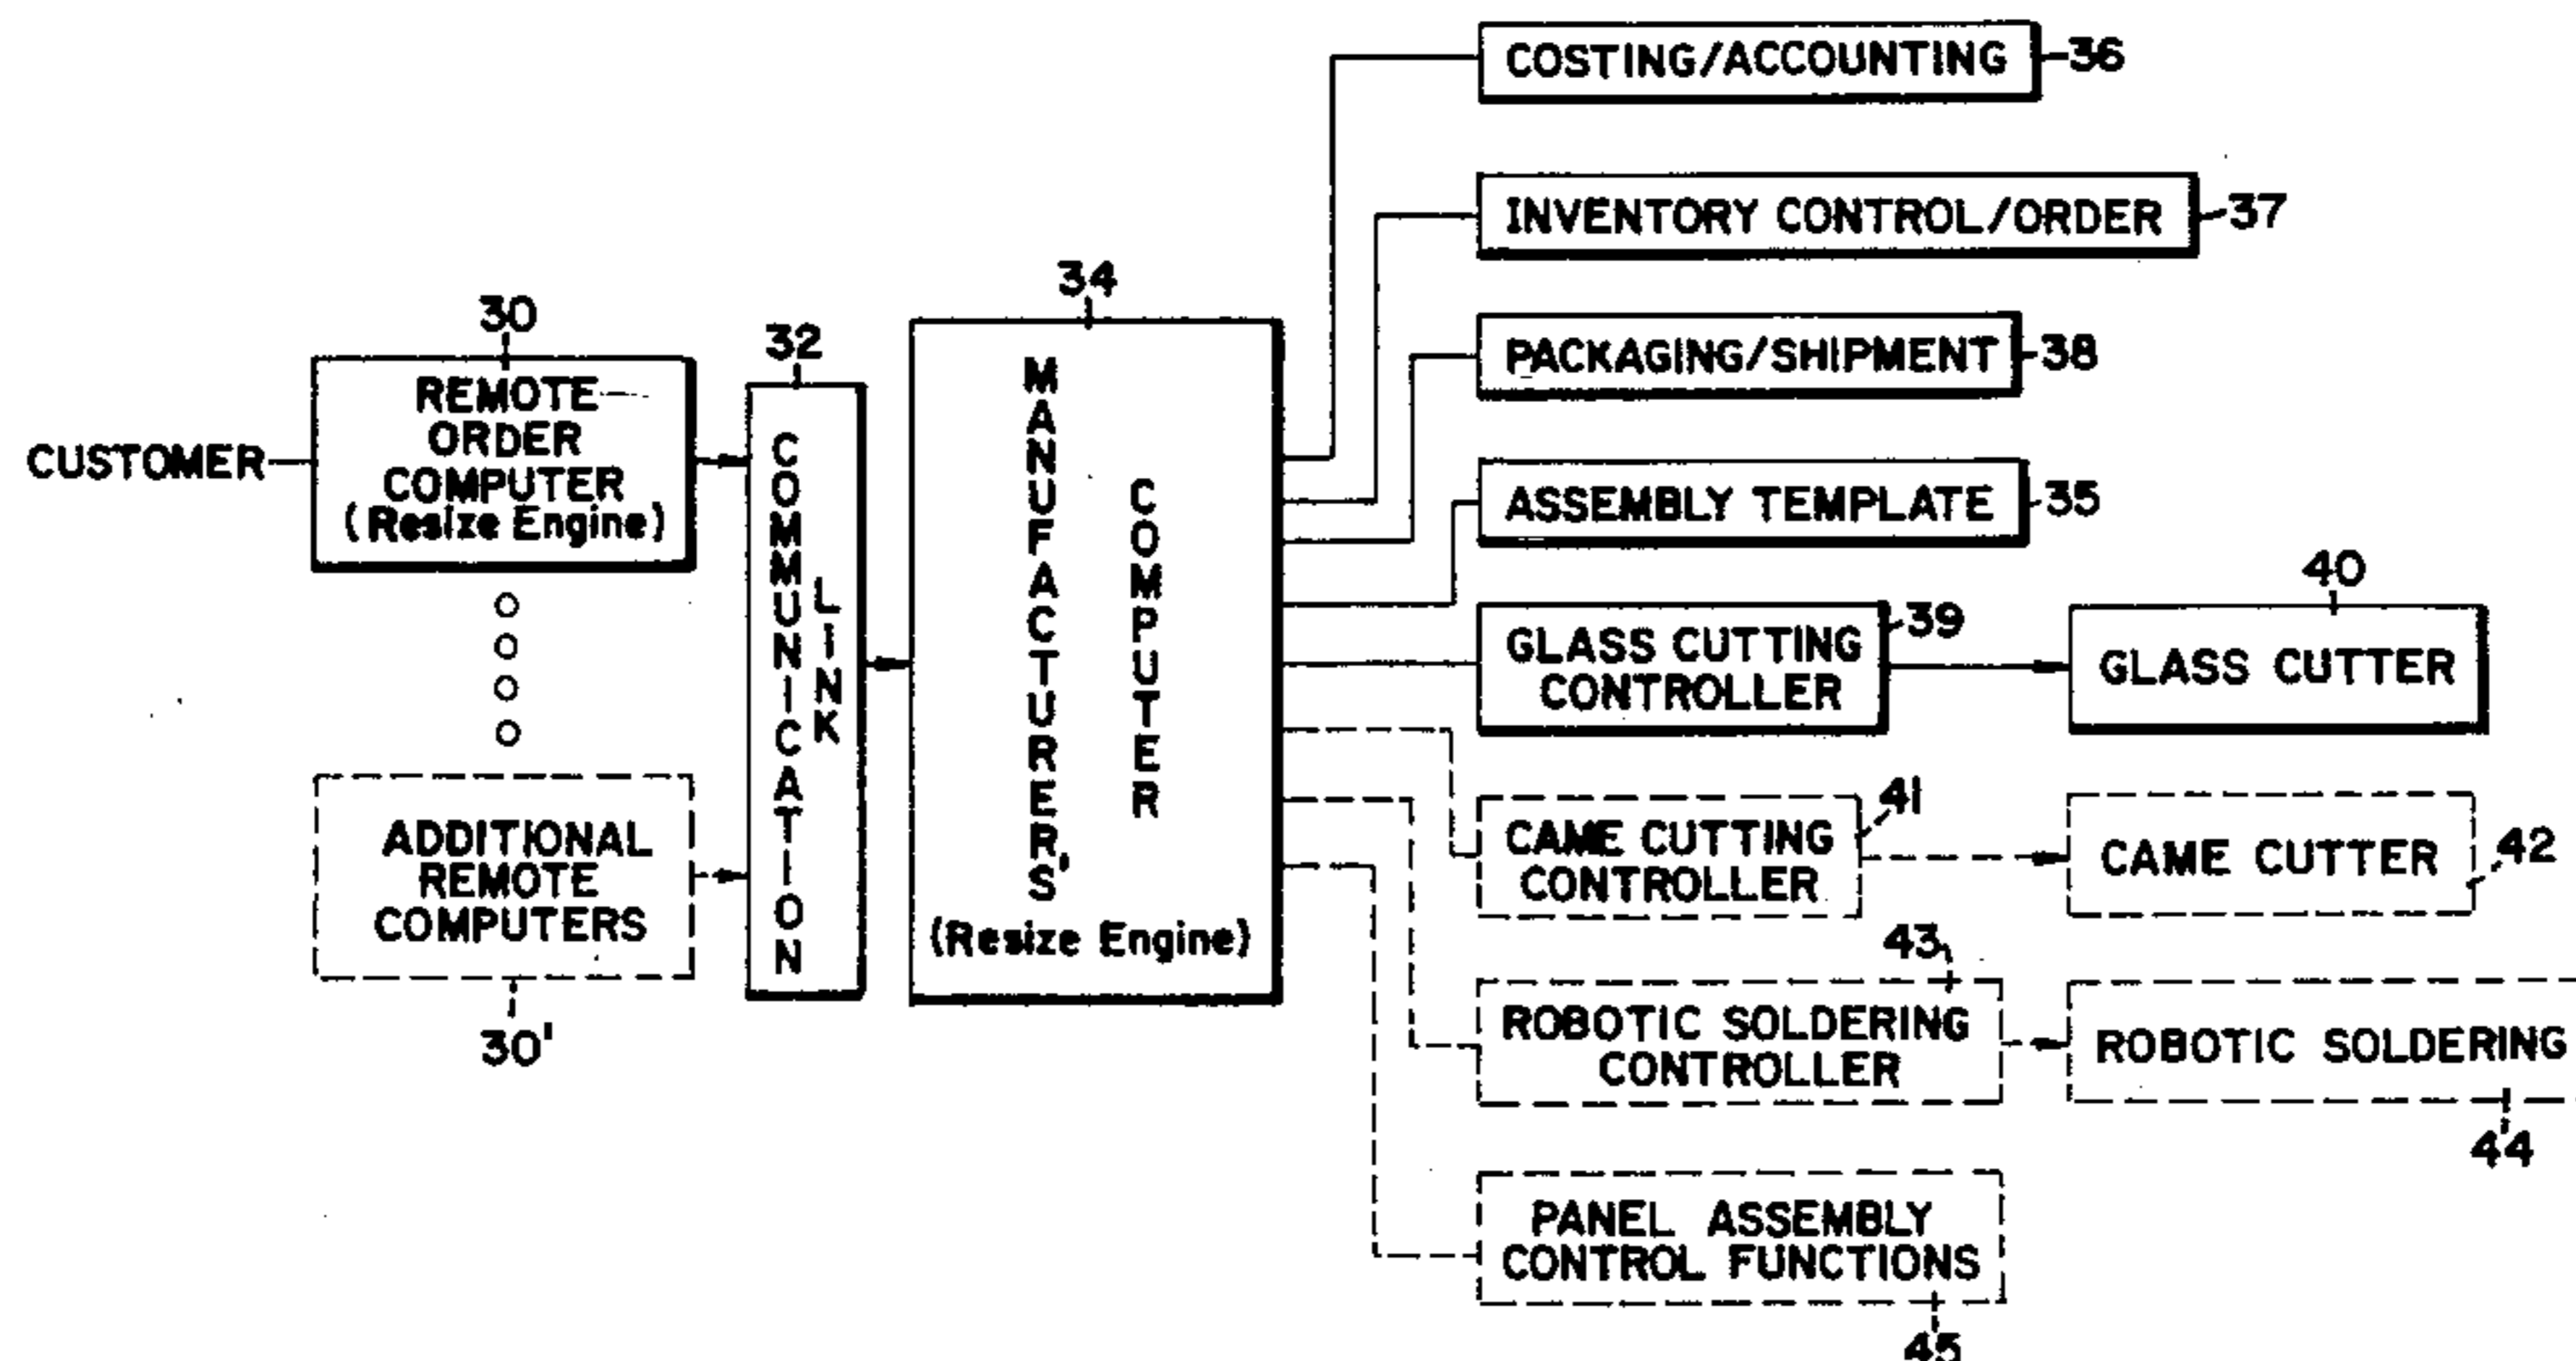 CUSTOMER
30
REMOTE
ORDER
COMPUTER
(Resize Engine)
ADDITIONAL
REMOTE
COMPUTERS
30'
32
COMMUNICATION
LINK
34
MANUFACTURERS'
COMPUTER
(Resize Engine)
COSTING/ACCOUNTING
36
INVENTORY CONTROL/ORDER
37
PACKAGING/SHIPMENT
38
ASSEMBLY TEMPLATE
35
GLASS CUTTING
CONTROLLER
39
GLASS CUTTER
40
CAME CUTTING
CONTROLLER
41
CAME CUTTER
42
ROBOTIC SOLDERING
CONTROLLER
43
ROBOTIC SOLDERING
44
PANEL ASSEMBLY
CONTROL FUNCTIONS
45